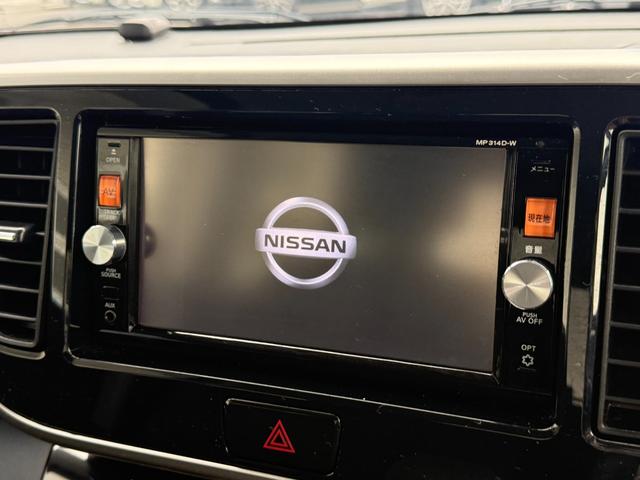 MP314D-W
OPEN
メニュー
AV
現在地
TRACK
音量
NISSAN
PUSH
SOURCE
AUX
PUSH
AV OFF
OPT